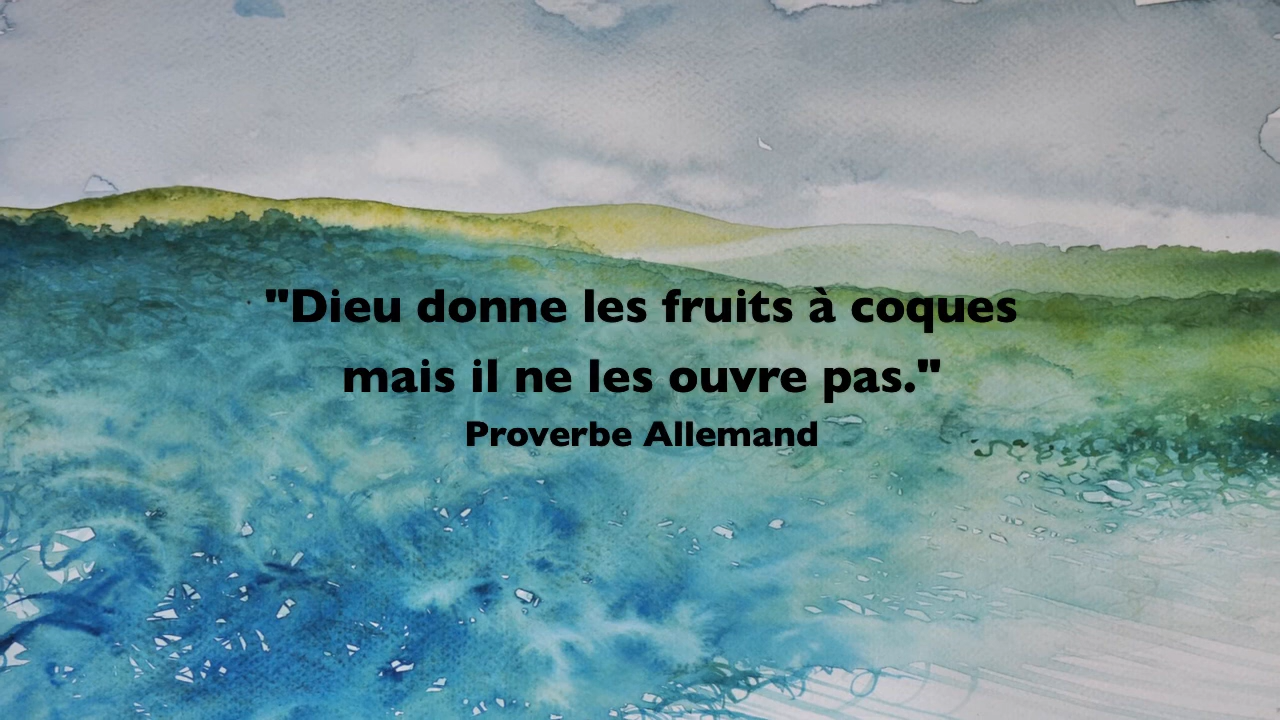 "Dieu donne les fruits à coques
mais il ne les ouvre pas."
Proverbe Allemand